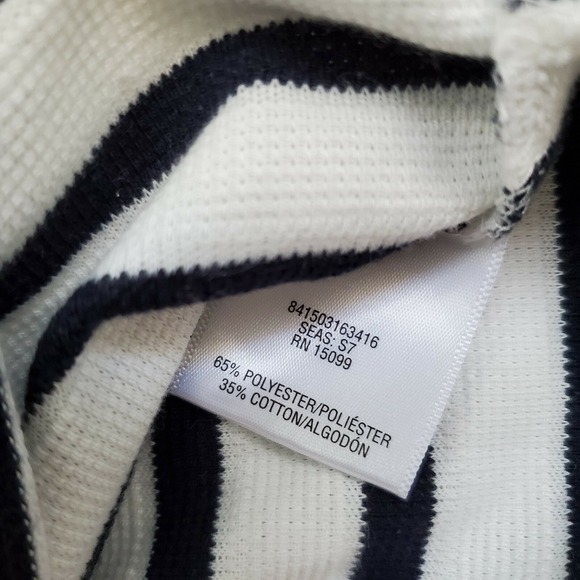 841503163416
SEAS: S7
RN 15099
65% POLYESTER/POLIÉSTER
35% COTTON/ALGODÓN